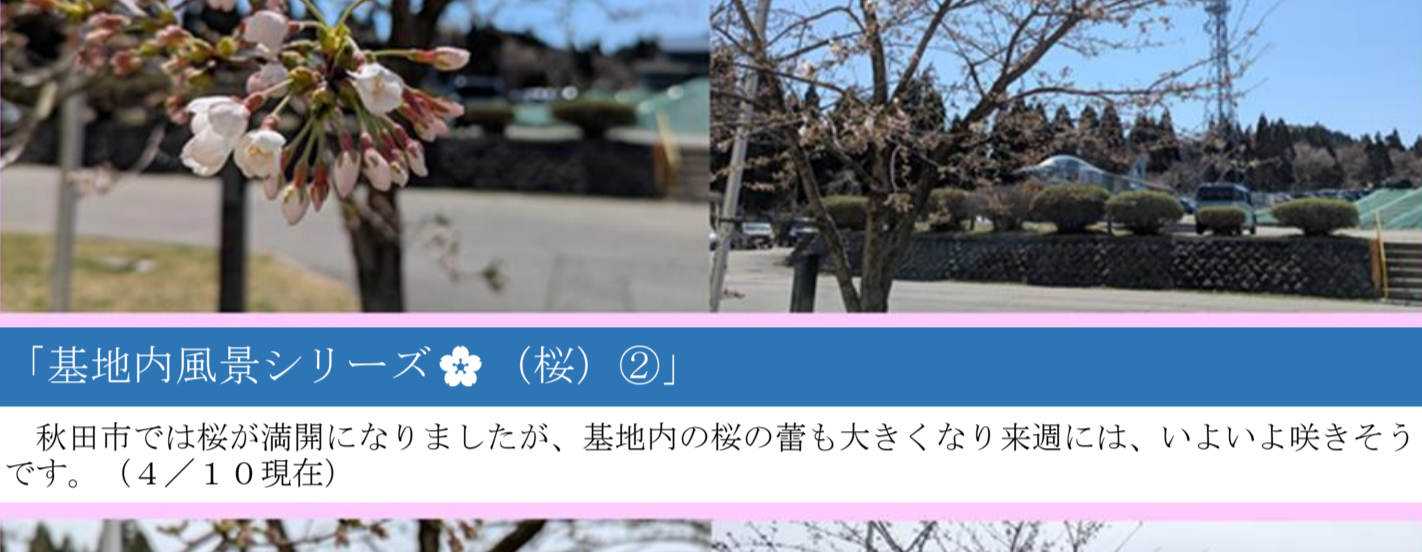 「基地内風景シリーズ🌸（桜）②」
　秋田市では桜が満開になりましたが、基地内の桜の蕾も大きくなり来週には、いよいよ咲きそう
です。（４／１０現在）